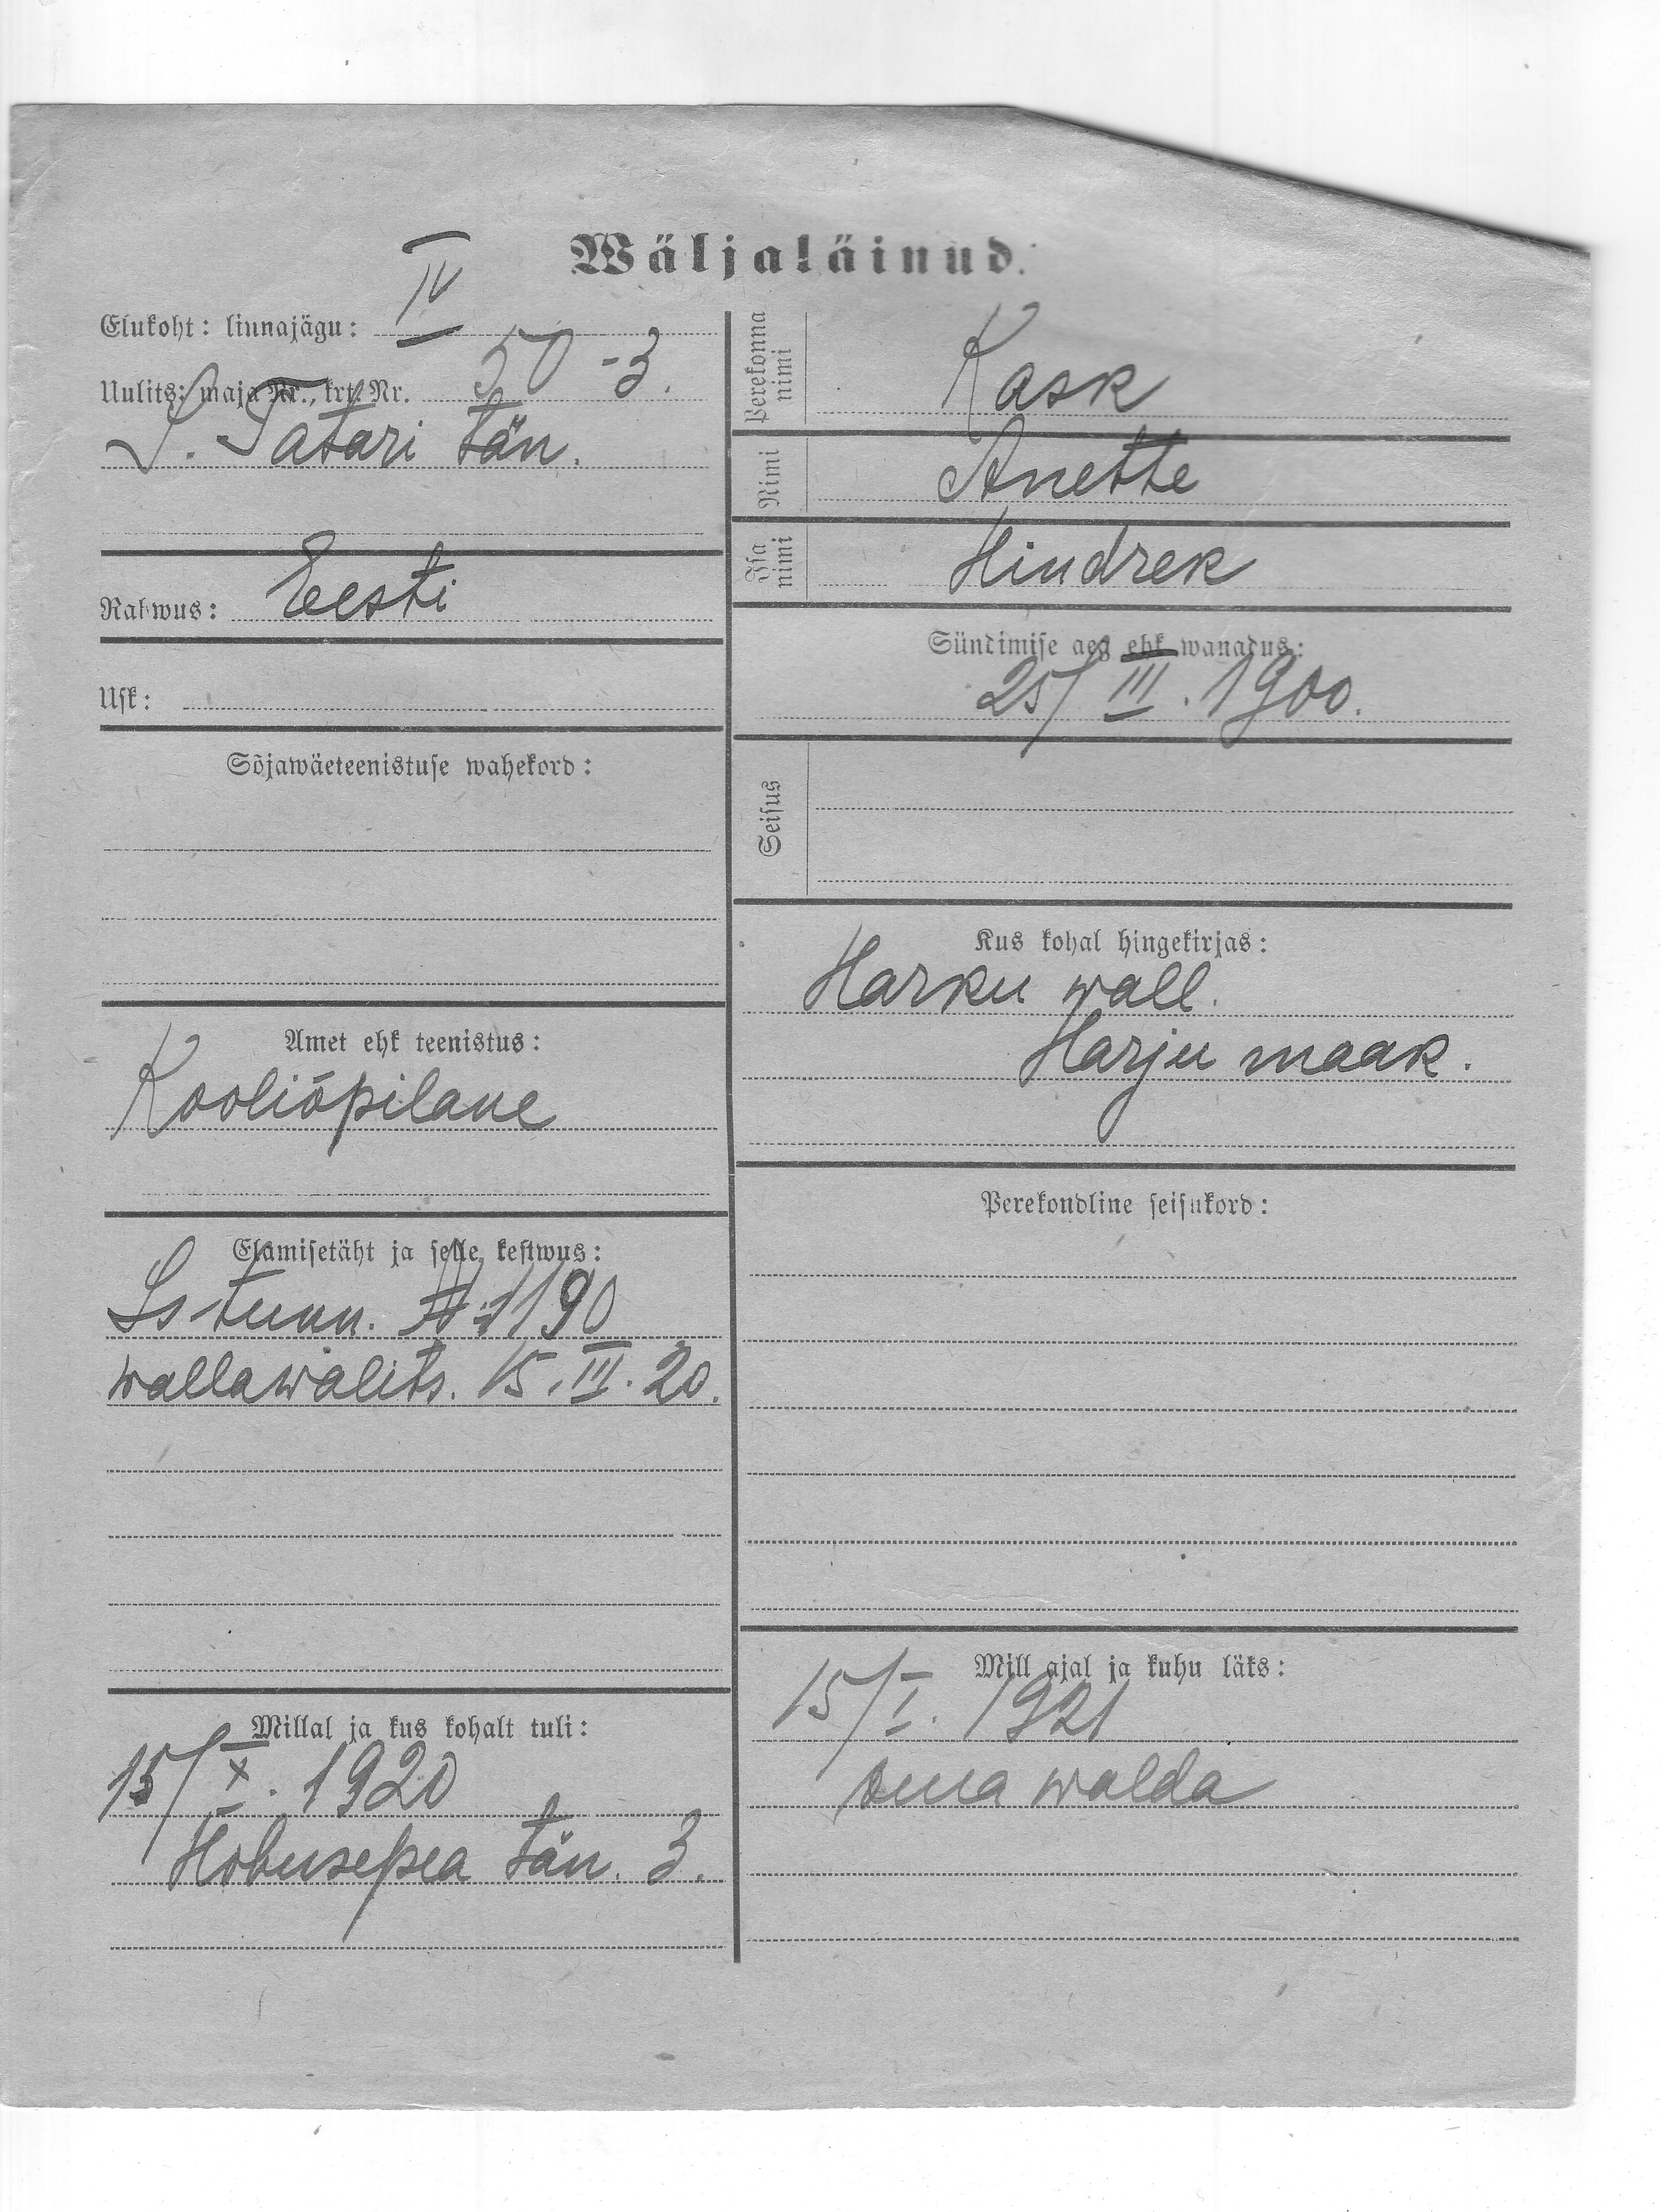 Wäljaläinud.
Elukoht: linnajägu: IV
Uulits: maja Nr., krt. Nr. 50-3.
S. Tatari tän.
Rahwus: Eesti
Usk:
Sõjawäeteenistuse wahekord:
Amet ehk teenistus:
Kooliõpilane
Elamisetäht ja selle kestwus:
Is-tunn. № 1190
wallawalits. 15.III.20.
Millal ja kus kohalt tuli:
15/X. 1920
Hobusepea tän. 3.
Perekonna nimi
Kask
Nimi
Anette
Isa nimi
Hindrek
Sündimise aeg ehk wanadus:
25/III.1900.
Seisus
Kus kohal hingekirjas:
Harku wall.
Harju maak.
Perekondline seisukord:
Mill ajal ja kuhu läks:
15/I. 1921
oma walda